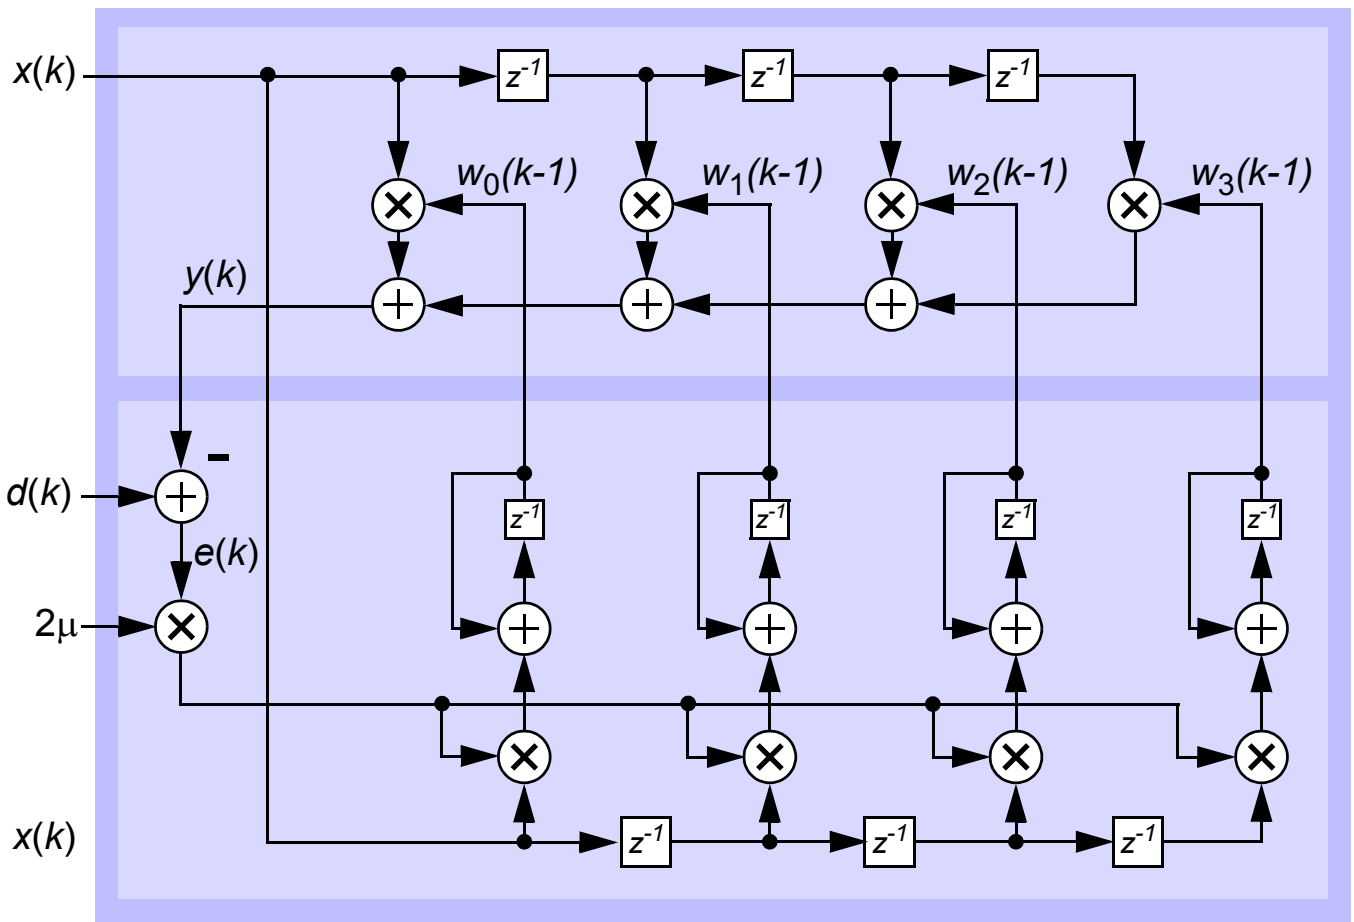 x(k)
z⁻¹
z⁻¹
z⁻¹
w₀(k-1)
w₁(k-1)
w₂(k-1)
w₃(k-1)
y(k)
-
d(k)
z⁻¹
z⁻¹
z⁻¹
z⁻¹
e(k)
2μ
x(k)
z⁻¹
z⁻¹
z⁻¹